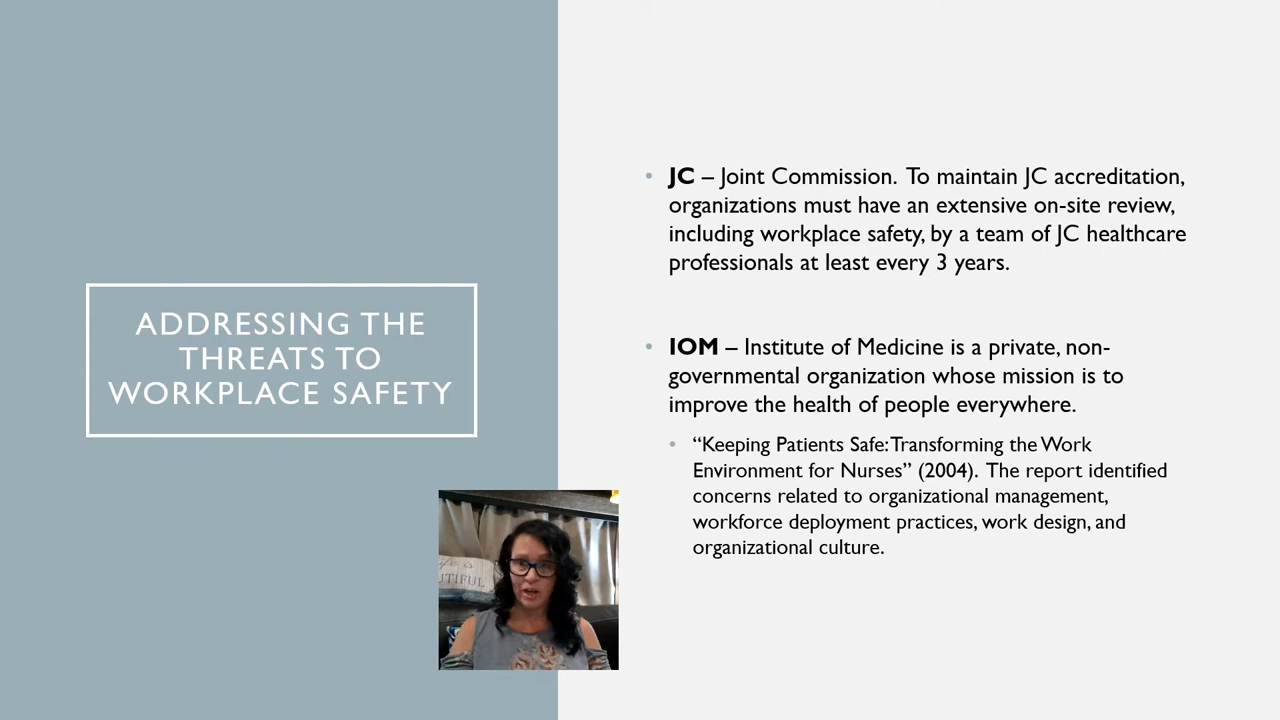 ADDRESSING THE
THREATS TO
WORKPLACE SAFETY
• JC – Joint Commission. To maintain JC accreditation,
organizations must have an extensive on-site review,
including workplace safety, by a team of JC healthcare
professionals at least every 3 years.
• IOM – Institute of Medicine is a private, non-
governmental organization whose mission is to
improve the health of people everywhere.
• “Keeping Patients Safe: Transforming the Work
Environment for Nurses” (2004). The report identified
concerns related to organizational management,
workforce deployment practices, work design, and
organizational culture.